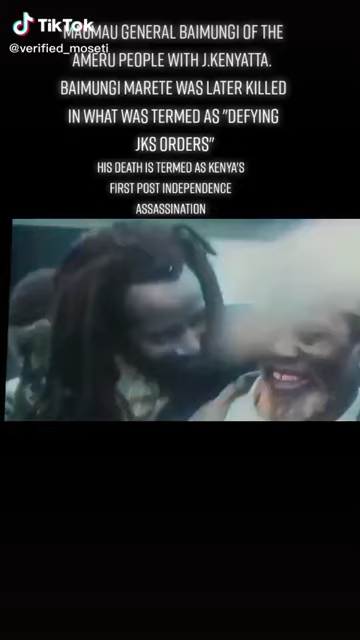 TikTok
@verified_moseti
MAUMAU GENERAL BAIMUNGI OF THE
AMERU PEOPLE WITH J.KENYATTA.
BAIMUNGI MARETE WAS LATER KILLED
IN WHAT WAS TERMED AS "DEFYING
JKS ORDERS"
HIS DEATH IS TERMED AS KENYA'S
FIRST POST INDEPENDENCE
ASSASSINATION